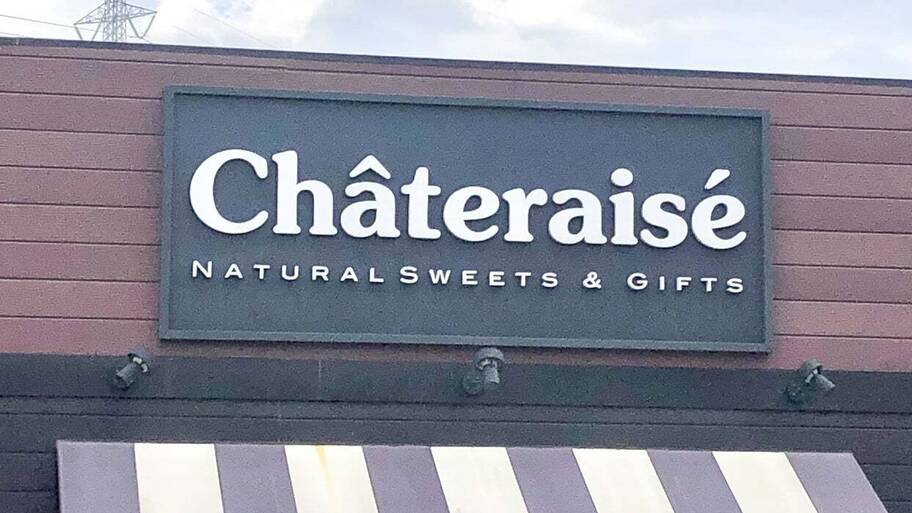 Châteraisé
NATURAL SWEETS & GIFTS